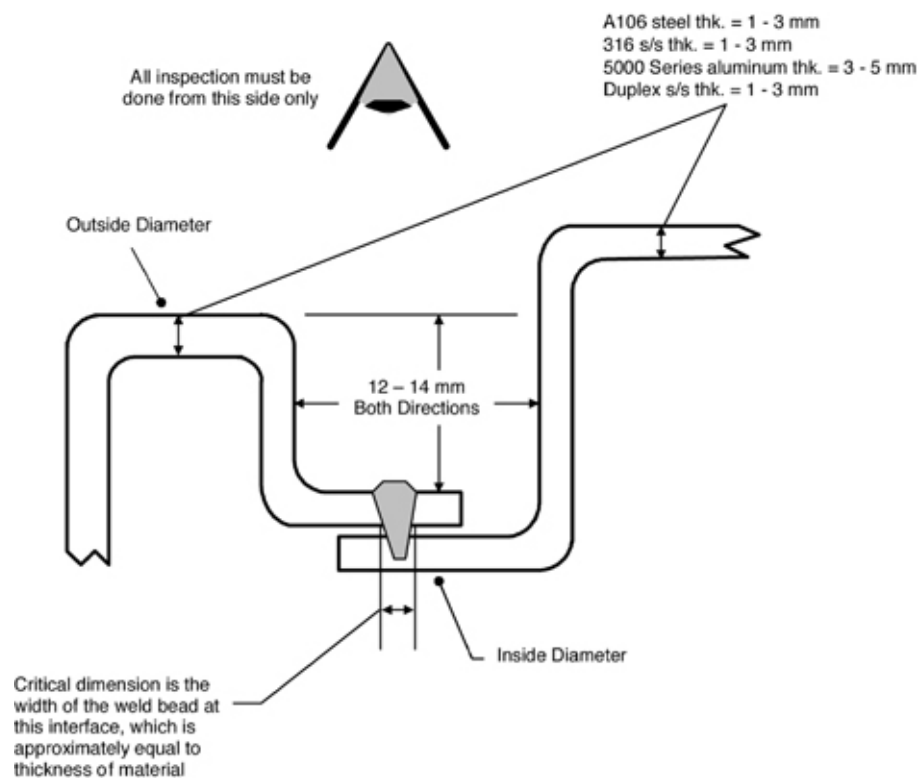 A106 steel thk. = 1 - 3 mm
316 s/s thk. = 1 - 3 mm
5000 Series aluminum thk. = 3 - 5 mm
Duplex s/s thk. = 1 - 3 mm
All inspection must be
done from this side only
Outside Diameter
12 – 14 mm
Both Directions
Inside Diameter
Critical dimension is the
width of the weld bead at
this interface, which is
approximately equal to
thickness of material